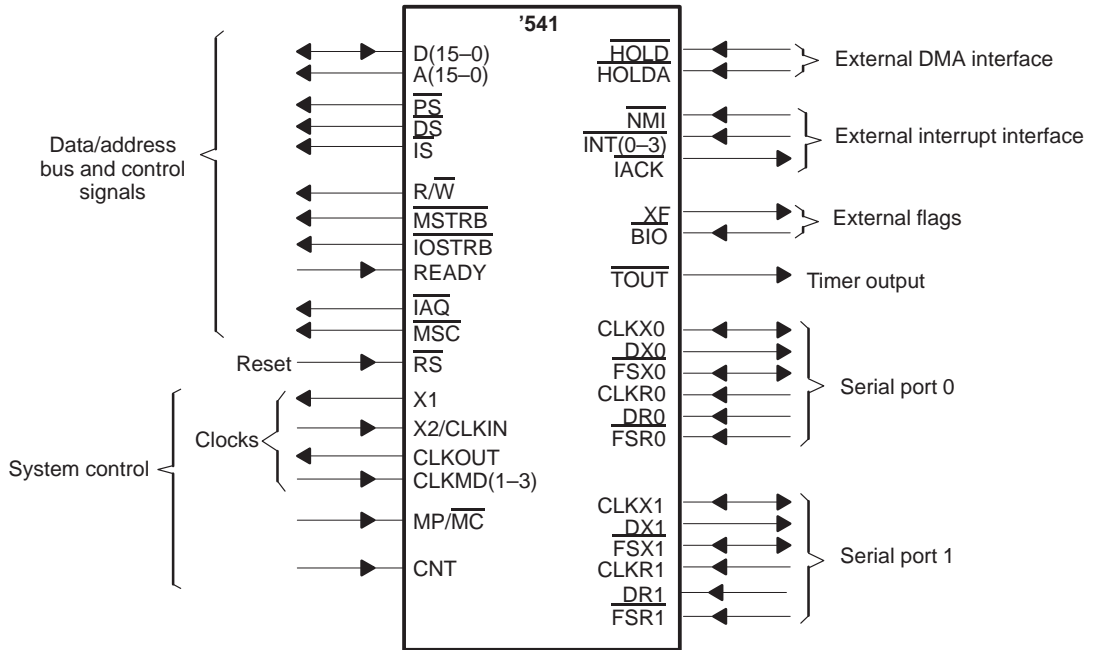 ’541
Data/address
bus and control
signals
D(15–0)
A(15–0)
PS
DS
IS
R/W
MSTRB
IOSTRB
READY
IAQ
MSC
Reset
RS
System control
Clocks
X1
X2/CLKIN
CLKOUT
CLKMD(1–3)
MP/MC
CNT
HOLD
HOLDA
External DMA interface
NMI
INT(0–3)
IACK
External interrupt interface
XF
BIO
External flags
TOUT
Timer output
CLKX0
DX0
FSX0
CLKR0
DR0
FSR0
Serial port 0
CLKX1
DX1
FSX1
CLKR1
DR1
FSR1
Serial port 1